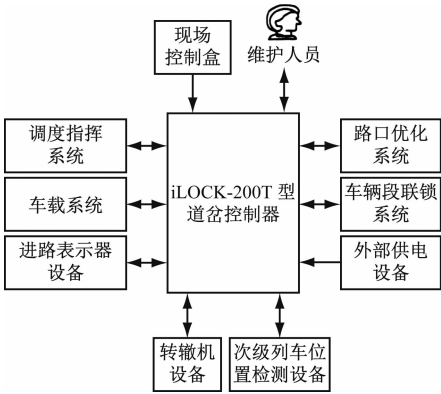 现场
控制盒
维护人员
调度指挥
系统
车载系统
进路表示器
设备
iLOCK-200T 型
道岔控制器
路口优化
系统
车辆段联锁
系统
外部供电
设备
转辙机
设备
次级列车位
置检测设备